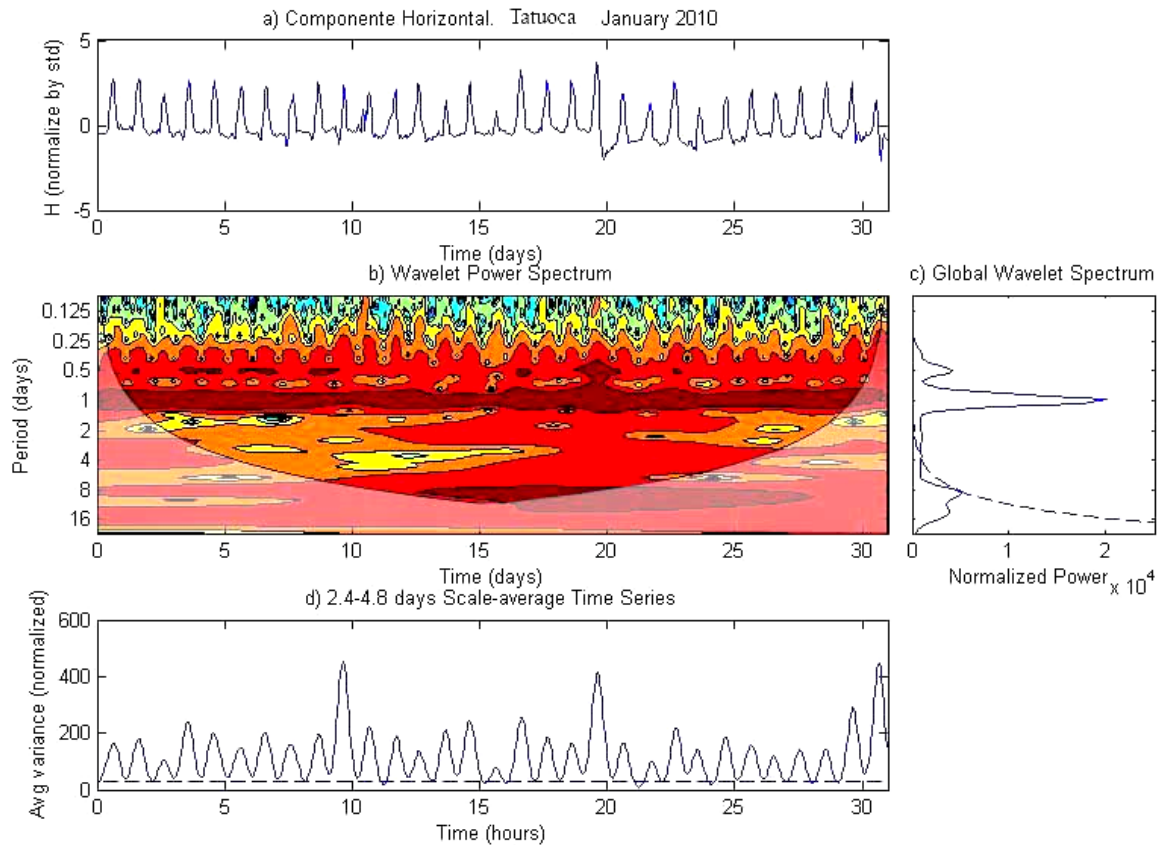 a) Componente Horizontal. Tatuoca January 2010
5
0
-5
H (normalize by std)
0 5 10 15 20 25 30
Time (days)
b) Wavelet Power Spectrum
0.125
0.25
0.5
1
2
4
8
16
Period (days)
0 5 10 15 20 25 30
Time (days)
c) Global Wavelet Spectrum
0 1 2
Normalized Power x 10^4
d) 2.4-4.8 days Scale-average Time Series
600
400
200
0
Avg variance (normalized)
0 5 10 15 20 25 30
Time (hours)